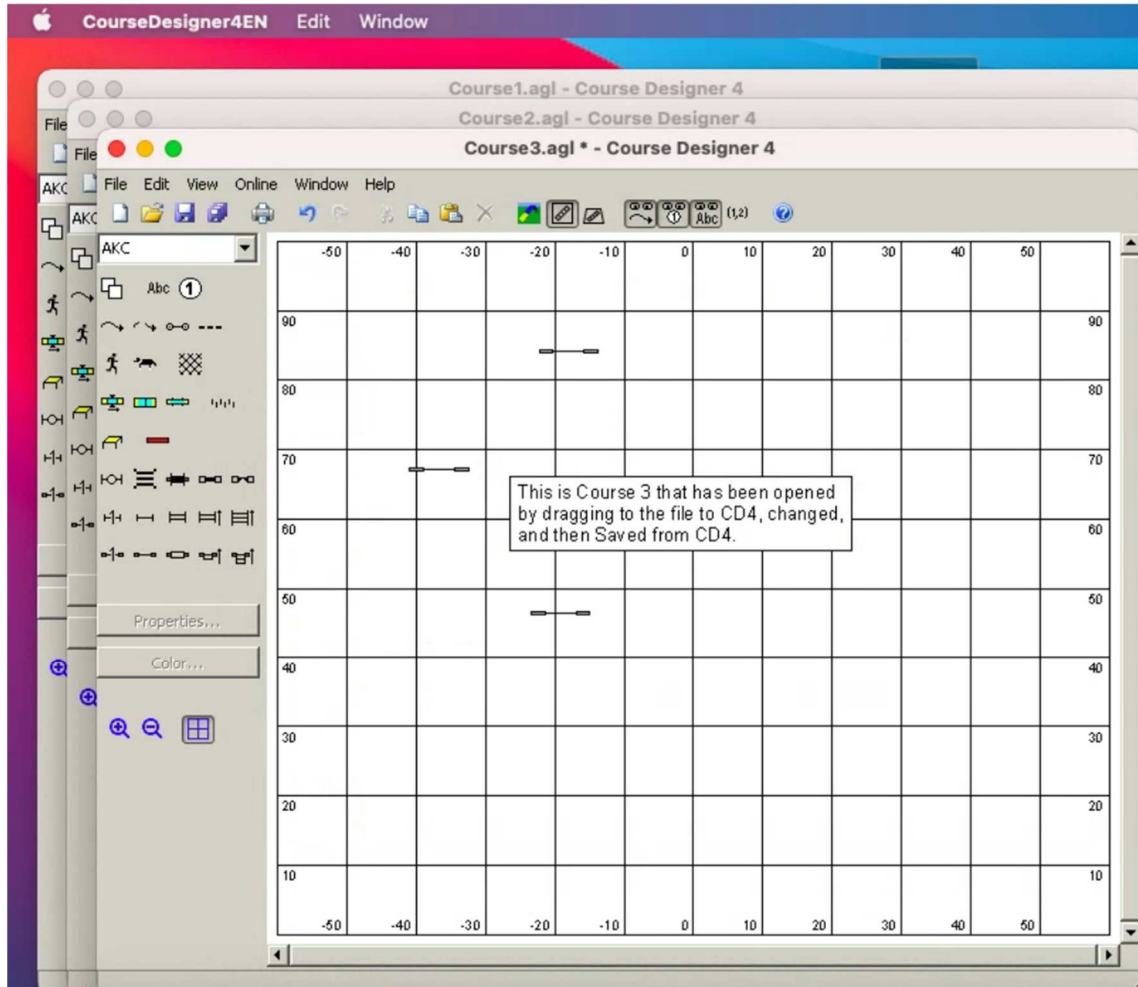 CourseDesigner4EN Edit Window
Course1.agl - Course Designer 4
File
Course2.agl - Course Designer 4
File
Course3.agl * - Course Designer 4
AKC
AKC
File Edit View Online Window Help
Abc (1,2)
AKC
Abc 1
-50 -40 -30 -20 -10 0 10 20 30 40 50
90 90
80 80
70 70
This is Course 3 that has been opened
by dragging to the file to CD4, changed,
and then Saved from CD4.
60 60
50 50
Properties...
Color...
40 40
30 30
20 20
10 10
-50 -40 -30 -20 -10 0 10 20 30 40 50